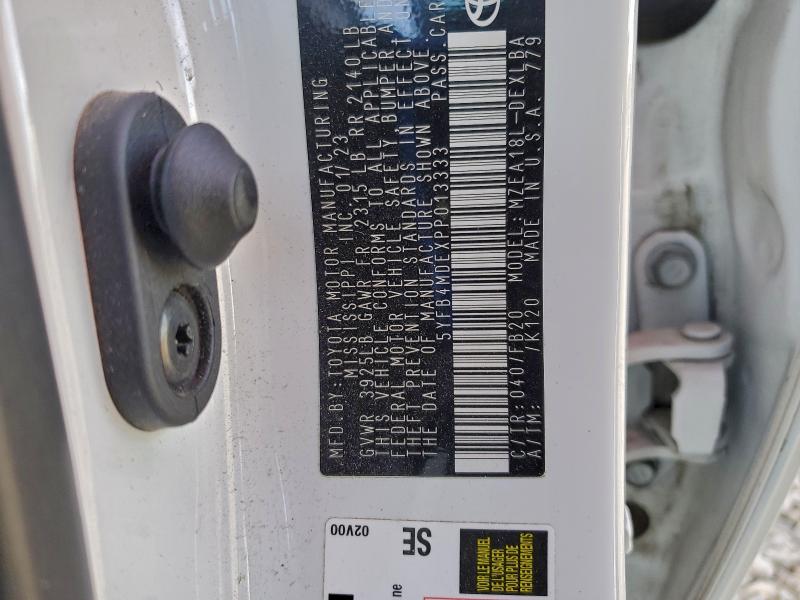 MFD. BY: TOYOTA MOTOR MANUFACTURING
MISSISSIPPI INC. 01/23
GVWR 3925LB GAWR FR 2315 LB RR 2140 LB
THIS VEHICLE CONFORMS TO ALL APPLICABLE
FEDERAL MOTOR VEHICLE SAFETY, BUMPER AND
THEFT PREVENTION STANDARDS IN EFFECT ON
THE DATE OF MANUFACTURE SHOWN ABOVE.
5YFB4MDEXPP013333 PASS. CAR
C/TR: 040/FB20 MODEL: MZEA18L-DEXLBA
A/TM: /K120 MADE IN U.S.A. 779
02V00
SE
ne
VOIR LE MANUEL
DE L'USAGER
POUR PLUS DE
RENSEIGNEMENTS